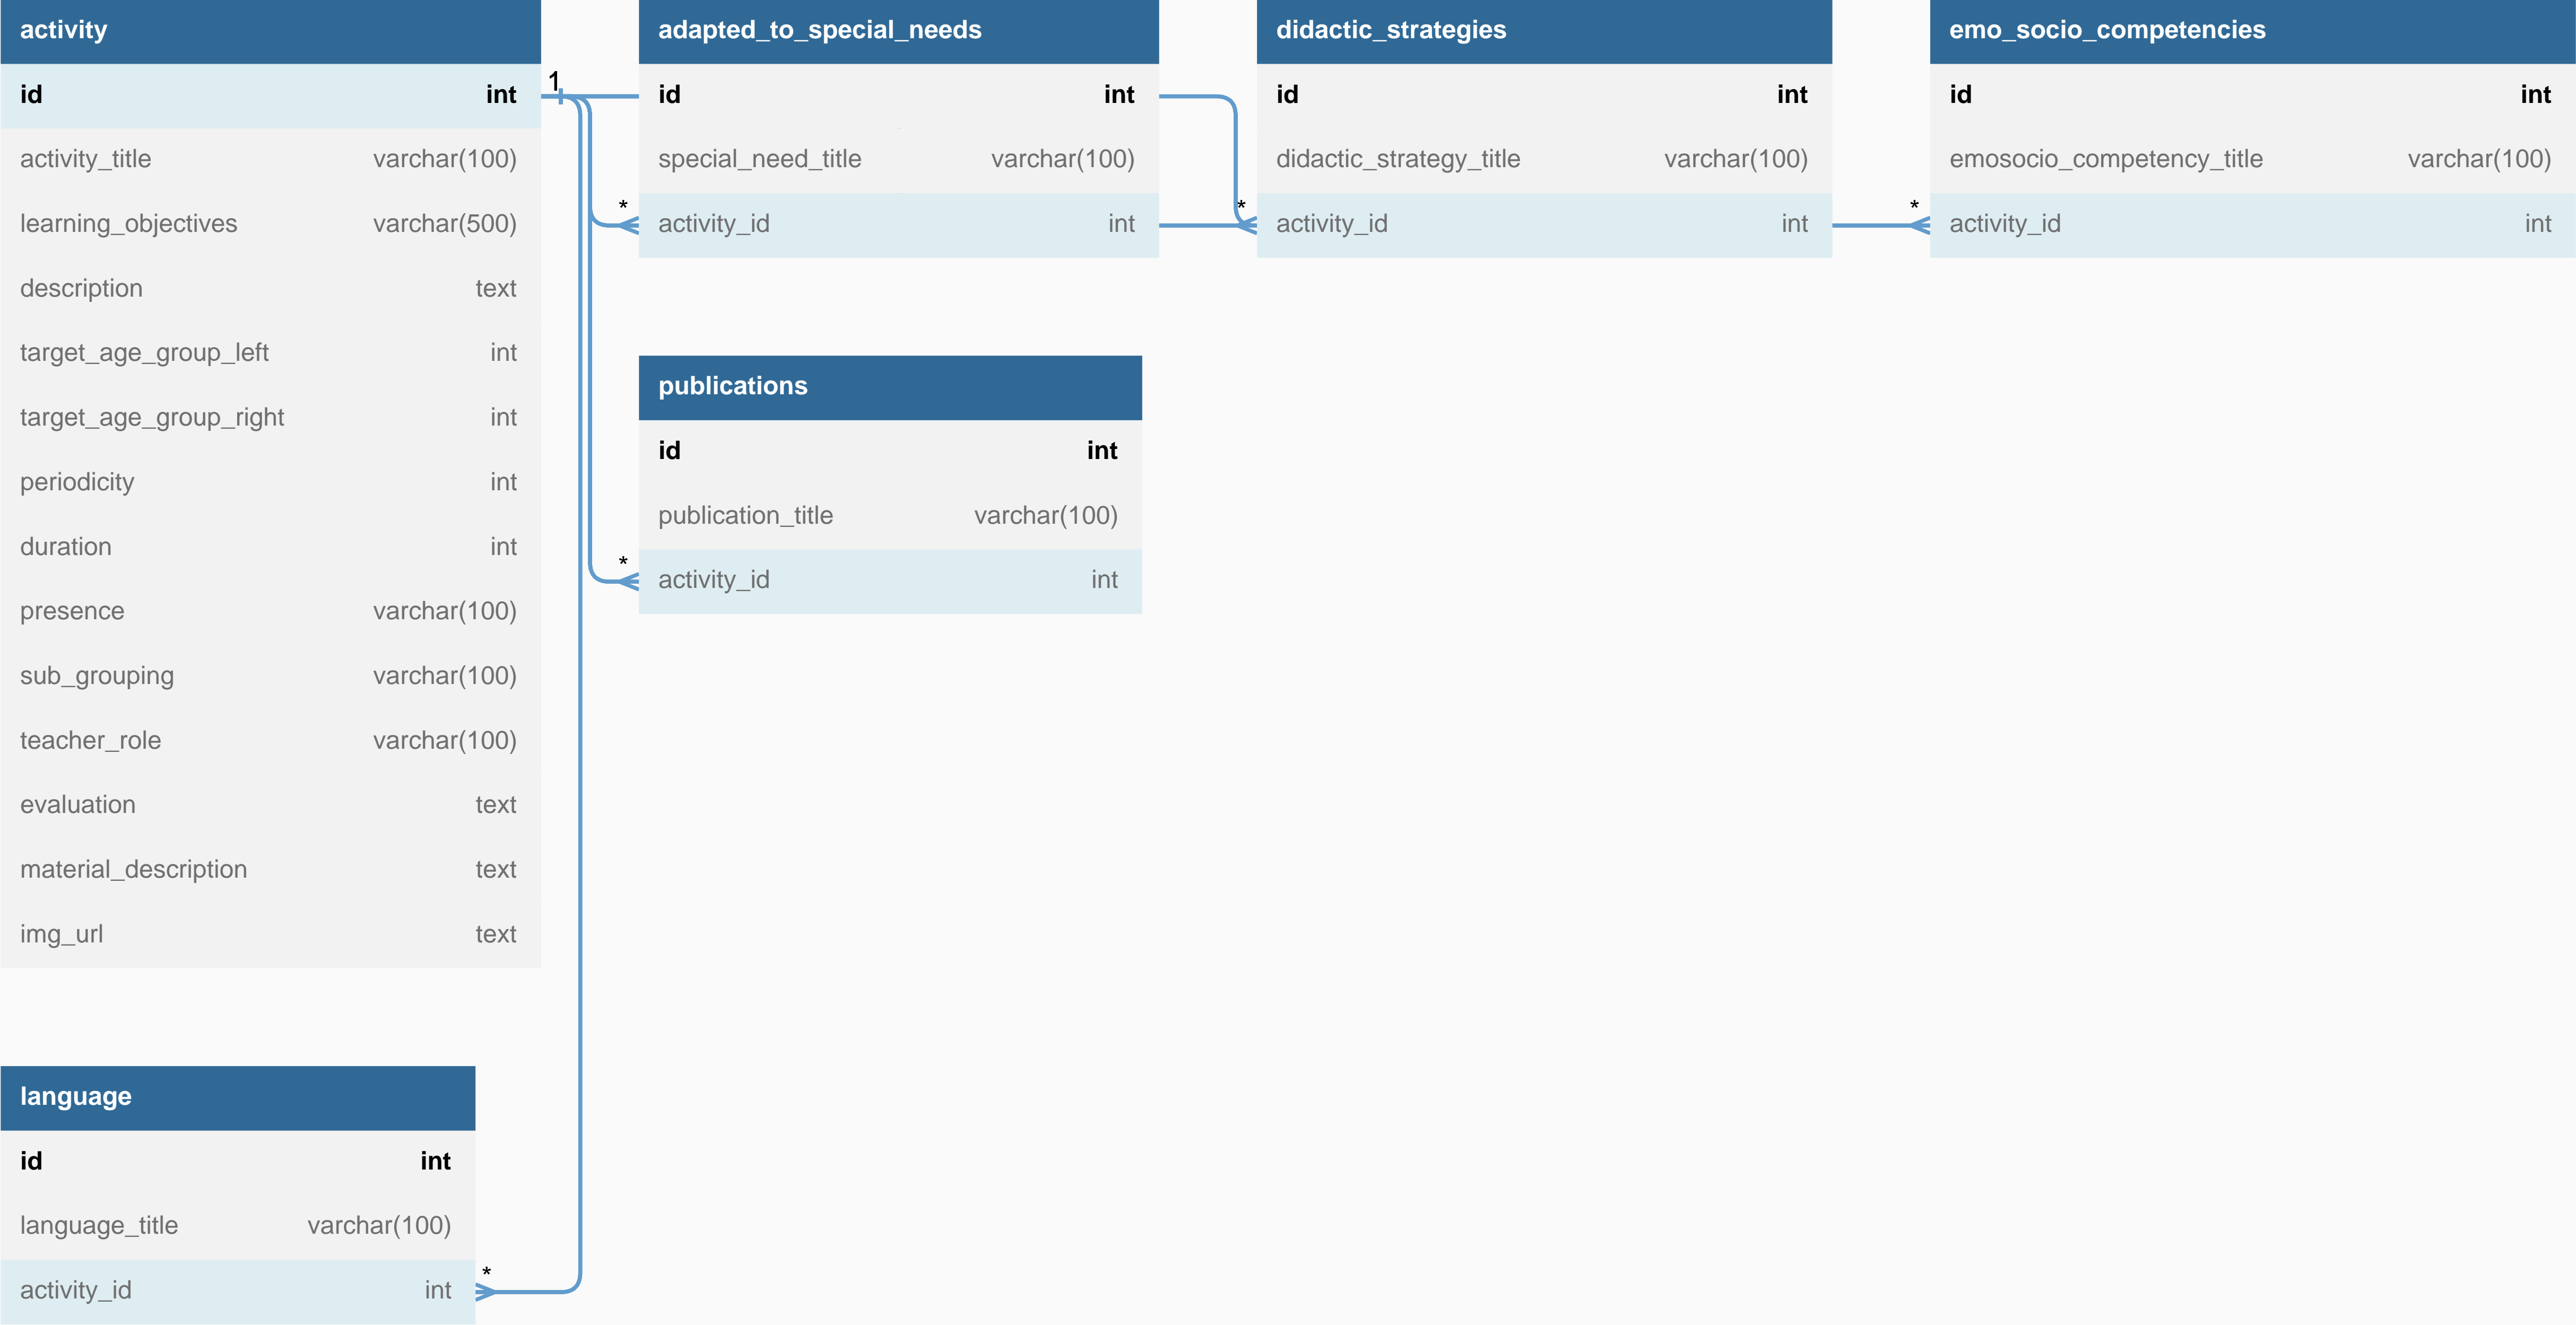 activity
id int
activity_title varchar(100)
learning_objectives varchar(500)
description text
target_age_group_left int
target_age_group_right int
periodicity int
duration int
presence varchar(100)
sub_grouping varchar(100)
teacher_role varchar(100)
evaluation text
material_description text
img_url text
1
adapted_to_special_needs
id int
special_need_title varchar(100)
* activity_id int
didactic_strategies
id int
didactic_strategy_title varchar(100)
* activity_id int
emo_socio_competencies
id int
emosocio_competency_title varchar(100)
* activity_id int
publications
id int
publication_title varchar(100)
* activity_id int
language
id int
language_title varchar(100)
activity_id int *